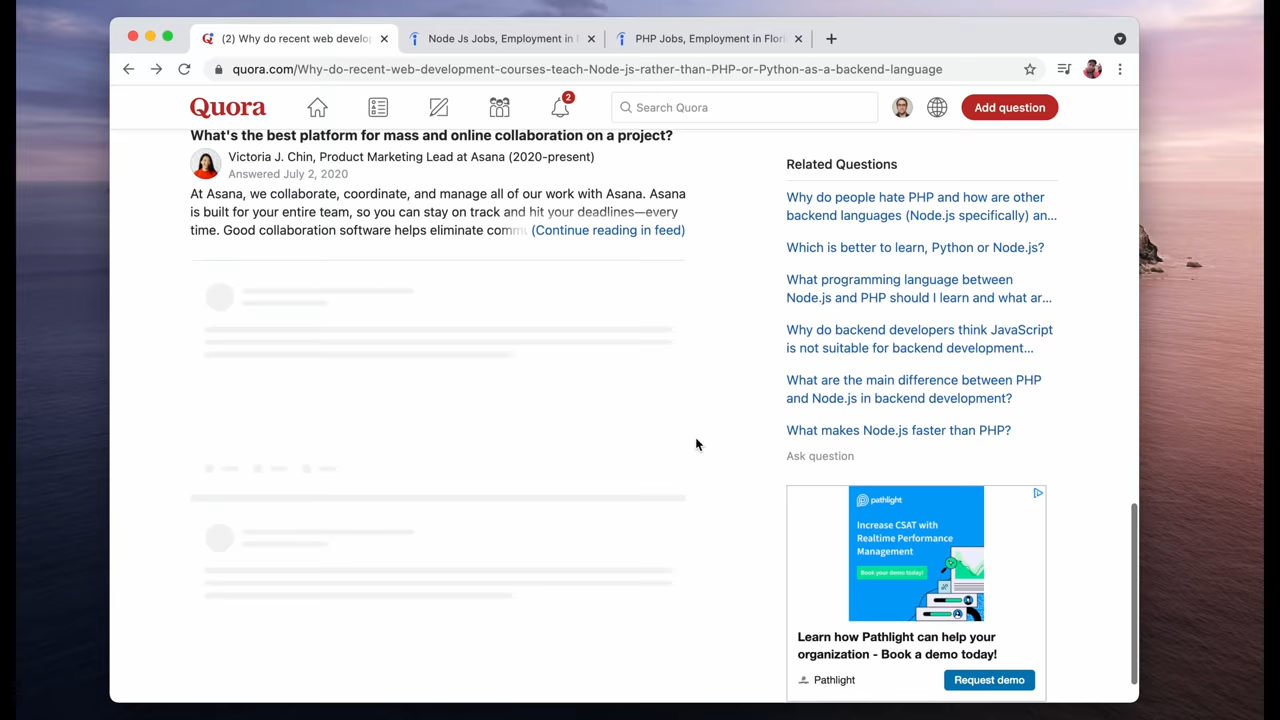 (2) Why do recent web develo
Node Js Jobs, Employment in
PHP Jobs, Employment in Flori
quora.com/Why-do-recent-web-development-courses-teach-Node-js-rather-than-PHP-or-Python-as-a-backend-language
Quora
2
Search Quora
Add question
What's the best platform for mass and online collaboration on a project?
Victoria J. Chin, Product Marketing Lead at Asana (2020-present)
Answered July 2, 2020
At Asana, we collaborate, coordinate, and manage all of our work with Asana. Asana
is built for your entire team, so you can stay on track and hit your deadlines—every
time. Good collaboration software helps eliminate commu (Continue reading in feed)
Related Questions
Why do people hate PHP and how are other
backend languages (Node.js specifically) an...
Which is better to learn, Python or Node.js?
What programming language between
Node.js and PHP should I learn and what ar...
Why do backend developers think JavaScript
is not suitable for backend development...
What are the main difference between PHP
and Node.js in backend development?
What makes Node.js faster than PHP?
Ask question
pathlight
Increase CSAT with
Realtime Performance
Management
Book your demo today!
Learn how Pathlight can help your
organization - Book a demo today!
Pathlight
Request demo